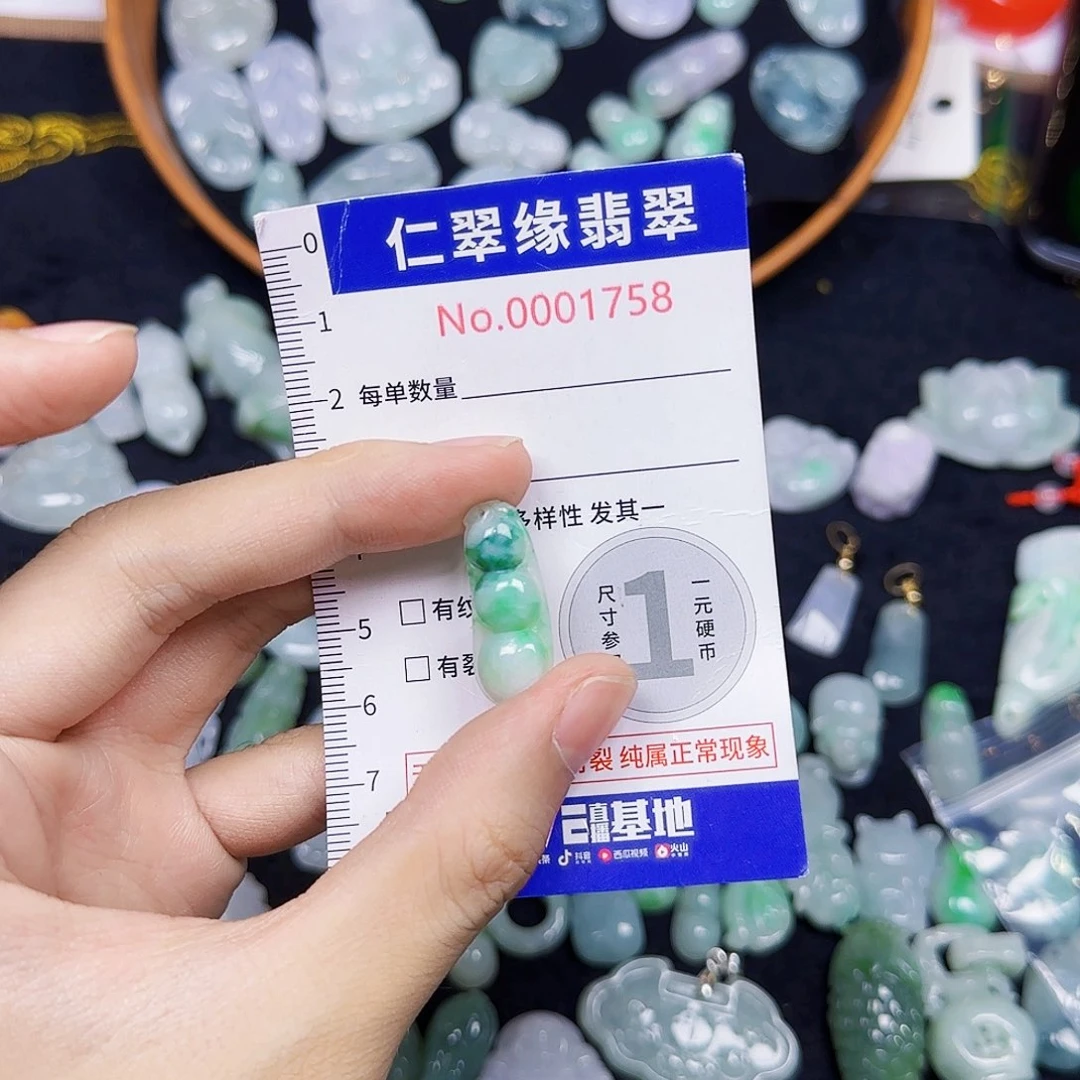 仁翠缘翡翠
No.0001758
0
1
2 每单数量
多样性 发其一
5
6
7
有纹
有裂
尺寸参
1
一元硬币
裂 纯属正常现象
直播基地
抖音 西瓜视频 火山